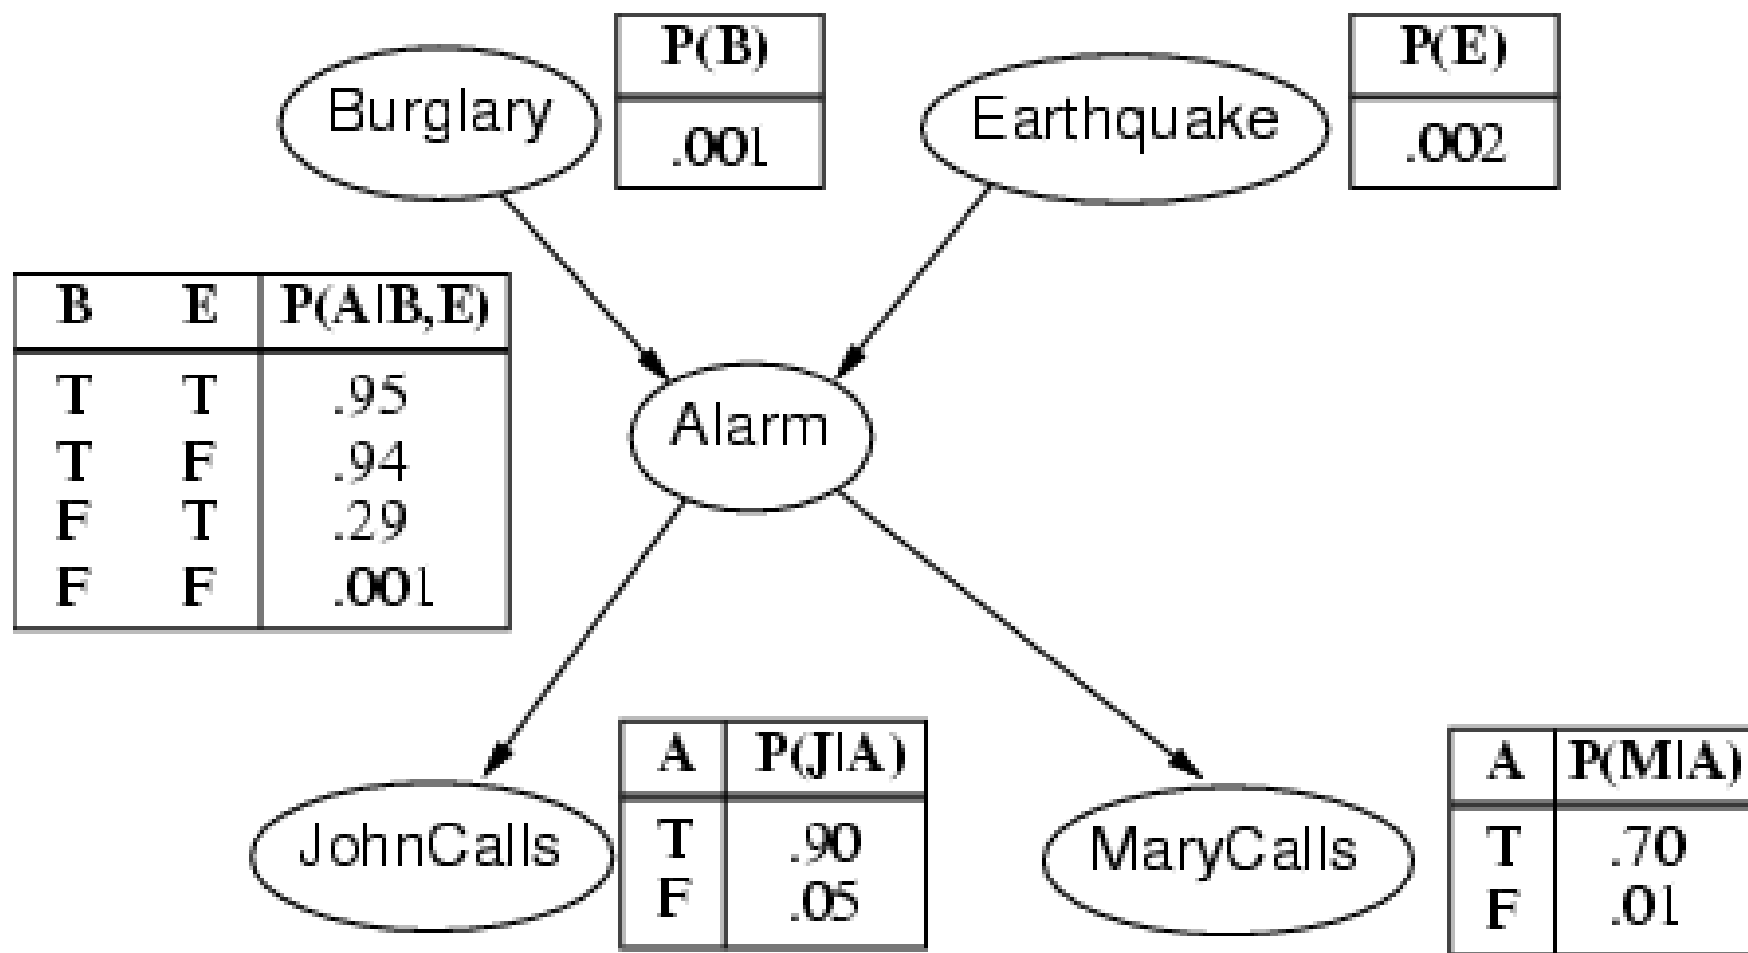 Burglary
P(B)
.001
Earthquake
P(E)
.002
B E P(A|B,E)
T T .95
T F .94
F T .29
F F .001
Alarm
JohnCalls
A P(J|A)
T .90
F .05
MaryCalls
A P(M|A)
T .70
F .01